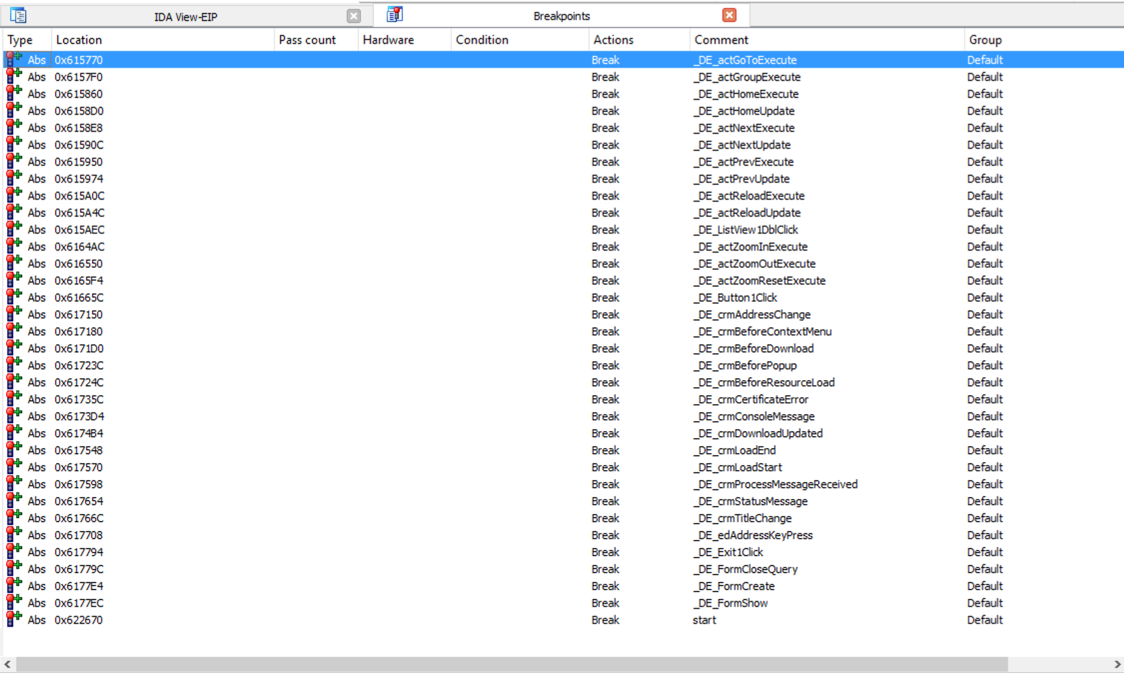 IDA View-EIP Breakpoints
Type Location Pass count Hardware Condition Actions Comment Group
Abs 0x615770 Break _DE_actGoToExecute Default
Abs 0x6157F0 Break _DE_actGroupExecute Default
Abs 0x615860 Break _DE_actHomeExecute Default
Abs 0x6158D0 Break _DE_actHomeUpdate Default
Abs 0x6158E8 Break _DE_actNextExecute Default
Abs 0x61590C Break _DE_actNextUpdate Default
Abs 0x615950 Break _DE_actPrevExecute Default
Abs 0x615974 Break _DE_actPrevUpdate Default
Abs 0x615A0C Break _DE_actReloadExecute Default
Abs 0x615A4C Break _DE_actReloadUpdate Default
Abs 0x615AEC Break _DE_ListView1DblClick Default
Abs 0x6164AC Break _DE_actZoomInExecute Default
Abs 0x616550 Break _DE_actZoomOutExecute Default
Abs 0x6165F4 Break _DE_actZoomResetExecute Default
Abs 0x61665C Break _DE_Button1Click Default
Abs 0x617150 Break _DE_crmAddressChange Default
Abs 0x617180 Break _DE_crmBeforeContextMenu Default
Abs 0x6171D0 Break _DE_crmBeforeDownload Default
Abs 0x61723C Break _DE_crmBeforePopup Default
Abs 0x61724C Break _DE_crmBeforeResourceLoad Default
Abs 0x61735C Break _DE_crmCertificateError Default
Abs 0x6173D4 Break _DE_crmConsoleMessage Default
Abs 0x6174B4 Break _DE_crmDownloadUpdated Default
Abs 0x617548 Break _DE_crmLoadEnd Default
Abs 0x617570 Break _DE_crmLoadStart Default
Abs 0x617598 Break _DE_crmProcessMessageReceived Default
Abs 0x617654 Break _DE_crmStatusMessage Default
Abs 0x61766C Break _DE_crmTitleChange Default
Abs 0x617708 Break _DE_edAddressKeyPress Default
Abs 0x617794 Break _DE_Exit1Click Default
Abs 0x61779C Break _DE_FormCloseQuery Default
Abs 0x6177E4 Break _DE_FormCreate Default
Abs 0x6177EC Break _DE_FormShow Default
Abs 0x622670 Break start Default